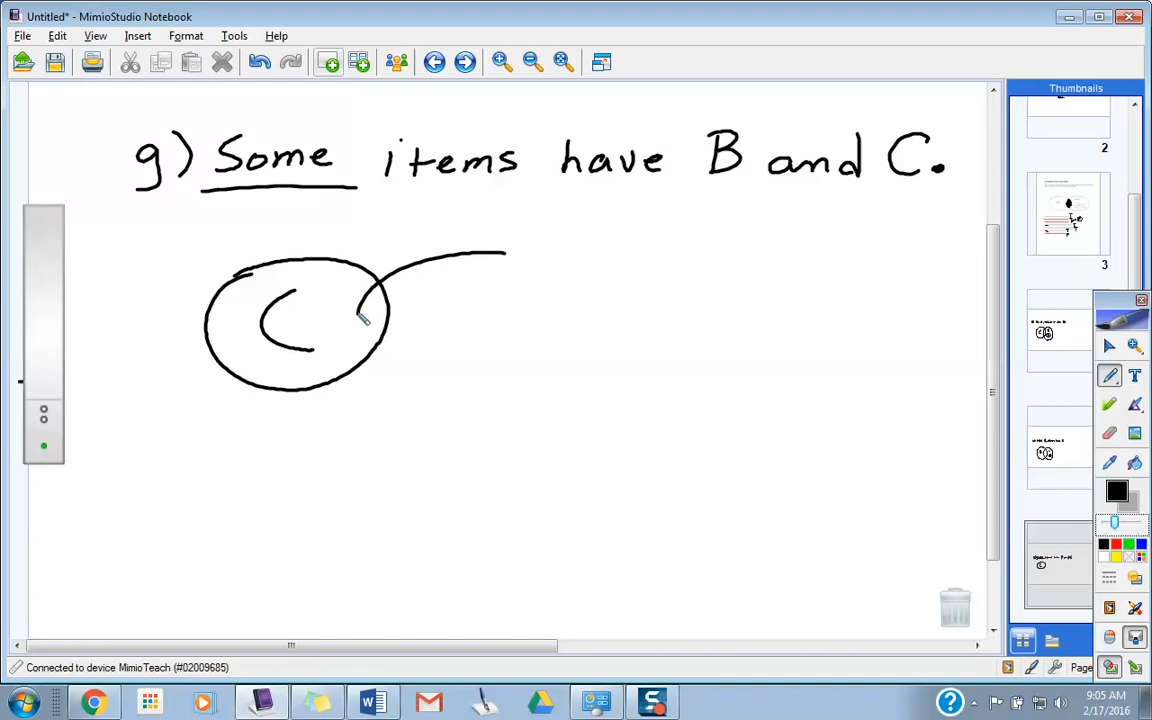 Untitled* - MimioStudio Notebook
File Edit View Insert Format Tools Help
Thumbnails
g) Some items have B and C.
C
2
3
Connected to device MimioTeach (#02009685)
Page
9:05 AM
2/17/2016